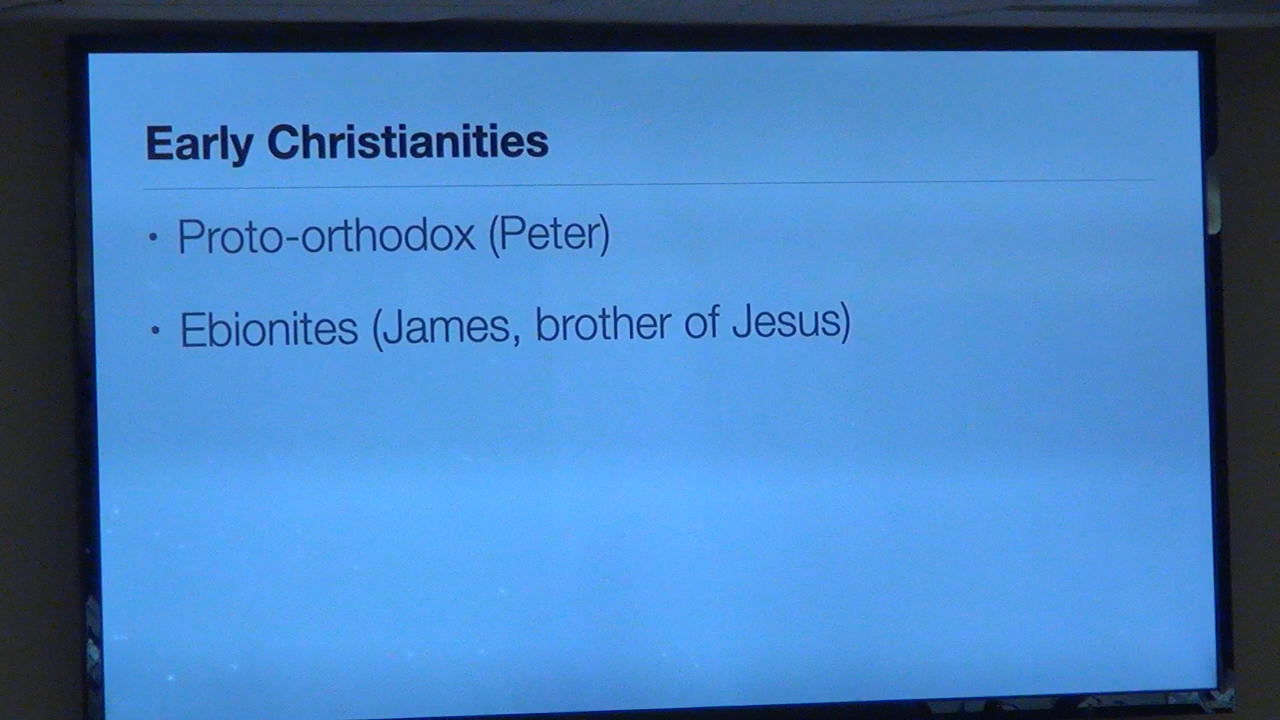 Early Christianities
• Proto-orthodox (Peter)
• Ebionites (James, brother of Jesus)